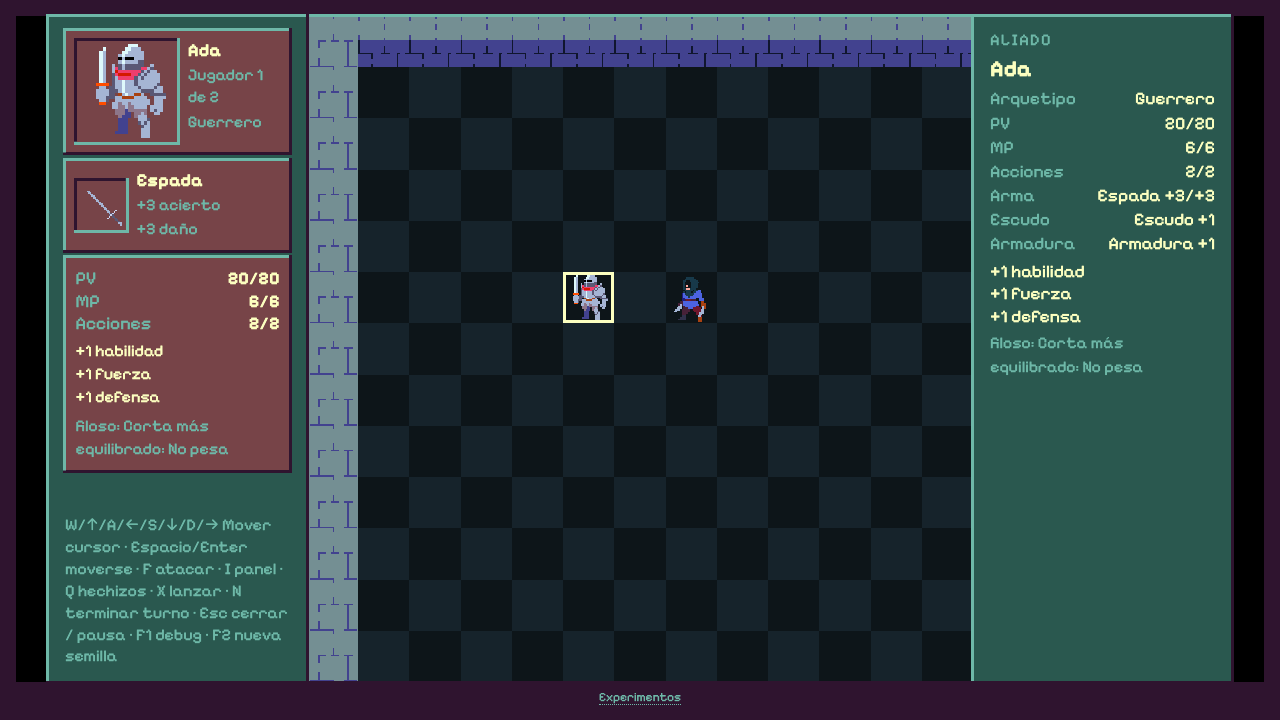 Ada
Jugador 1
de 2
Guerrero
Espada
+3 acierto
+3 daño
PV 20/20
MP 6/6
Acciones 2/2
+1 habilidad
+1 fuerza
+1 defensa
Aloso: Corta más
equilibrado: No pesa
W/↑/A/←/S/↓/D/→ Mover
cursor · Espacio/Enter
moverse · F atacar · I panel ·
Q hechizos · X lanzar · N
terminar turno · Esc cerrar
/ pausa · F1 debug · F2 nueva
semilla
ALIADO
Ada
Arquetipo Guerrero
PV 20/20
MP 6/6
Acciones 2/2
Arma Espada +3/+3
Escudo Escudo +1
Armadura Armadura +1
+1 habilidad
+1 fuerza
+1 defensa
Aloso: Corta más
equilibrado: No pesa
Experimentos